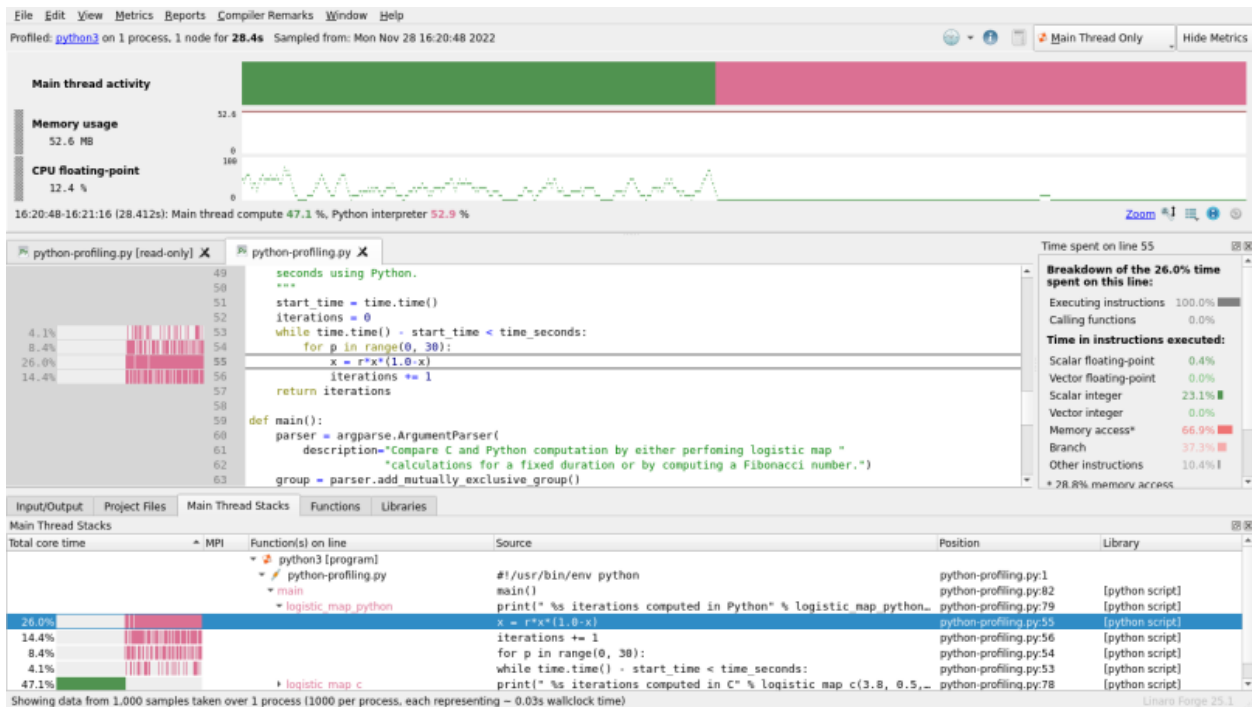 File Edit View Metrics Reports Compiler Remarks Window Help
Profiled: python3 on 1 process, 1 node for 28.4s Sampled from: Mon Nov 28 16:20:48 2022
Main Thread Only
Hide Metrics
Main thread activity
Memory usage
52.6 MB
52.6
0
CPU floating-point
12.4 %
100
0
16:20:48-16:21:16 (28.412s): Main thread compute 47.1 %, Python interpreter 52.9 %
Zoom
python-profiling.py [read-only] X python-profiling.py X
49 seconds using Python.
50 """
51 start_time = time.time()
52 iterations = 0
4.1% 53 while time.time() - start_time < time_seconds:
8.4% 54 for p in range(0, 30):
26.0% 55 x = r*x*(1.0-x)
14.4% 56 iterations += 1
57 return iterations
58
59 def main():
60 parser = argparse.ArgumentParser(
61 description="Compare C and Python computation by either perfoming logistic map "
62 "calculations for a fixed duration or by computing a Fibonacci number.")
63 group = parser.add_mutually_exclusive_group()
Time spent on line 55
Breakdown of the 26.0% time
spent on this line:
Executing instructions 100.0%
Calling functions 0.0%
Time in instructions executed:
Scalar floating-point 0.4%
Vector floating-point 0.0%
Scalar integer 23.1%
Vector integer 0.0%
Memory access* 66.9%
Branch 37.3%
Other instructions 10.4%
* 28.8% memory access
Input/Output Project Files Main Thread Stacks Functions Libraries
Main Thread Stacks
Total core time MPI Function(s) on line Source Position Library
python3 [program]
python-profiling.py #!/usr/bin/env python python-profiling.py:1
main main() python-profiling.py:82 [python script]
logistic_map_python print(" %s iterations computed in Python" % logistic_map_python... python-profiling.py:79 [python script]
26.0% x = r*x*(1.0-x) python-profiling.py:55 [python script]
14.4% iterations += 1 python-profiling.py:56 [python script]
8.4% for p in range(0, 30): python-profiling.py:54 [python script]
4.1% while time.time() - start_time < time_seconds: python-profiling.py:53 [python script]
47.1% logistic_map_c print(" %s iterations computed in C" % logistic_map_c(3.8, 0.5,... python-profiling.py:78 [python script]
Showing data from 1,000 samples taken over 1 process (1000 per process, each representing ~ 0.03s wallclock time)
Linaro Forge 25.1